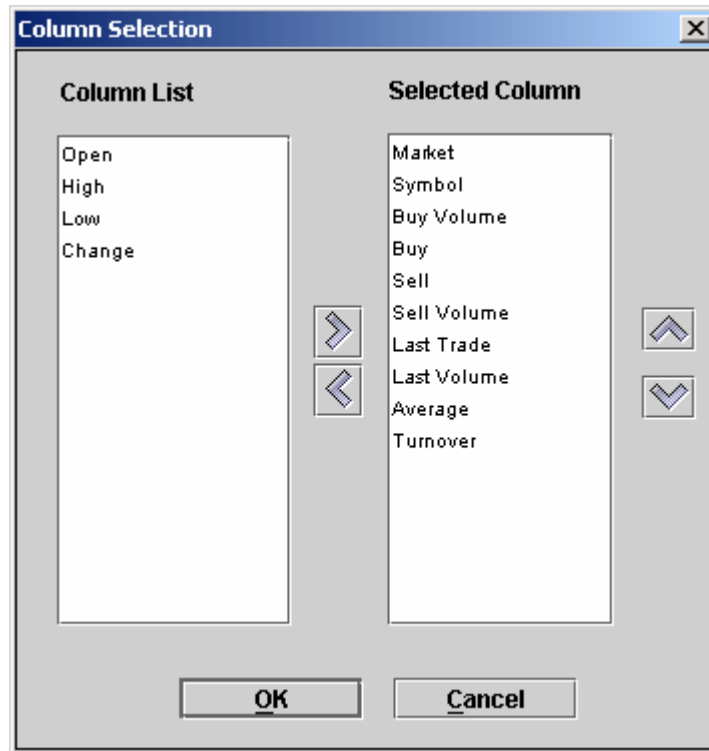 Column Selection
Column List
Open
High
Low
Change
Selected Column
Market
Symbol
Buy Volume
Buy
Sell
Sell Volume
Last Trade
Last Volume
Average
Turnover
OK
Cancel